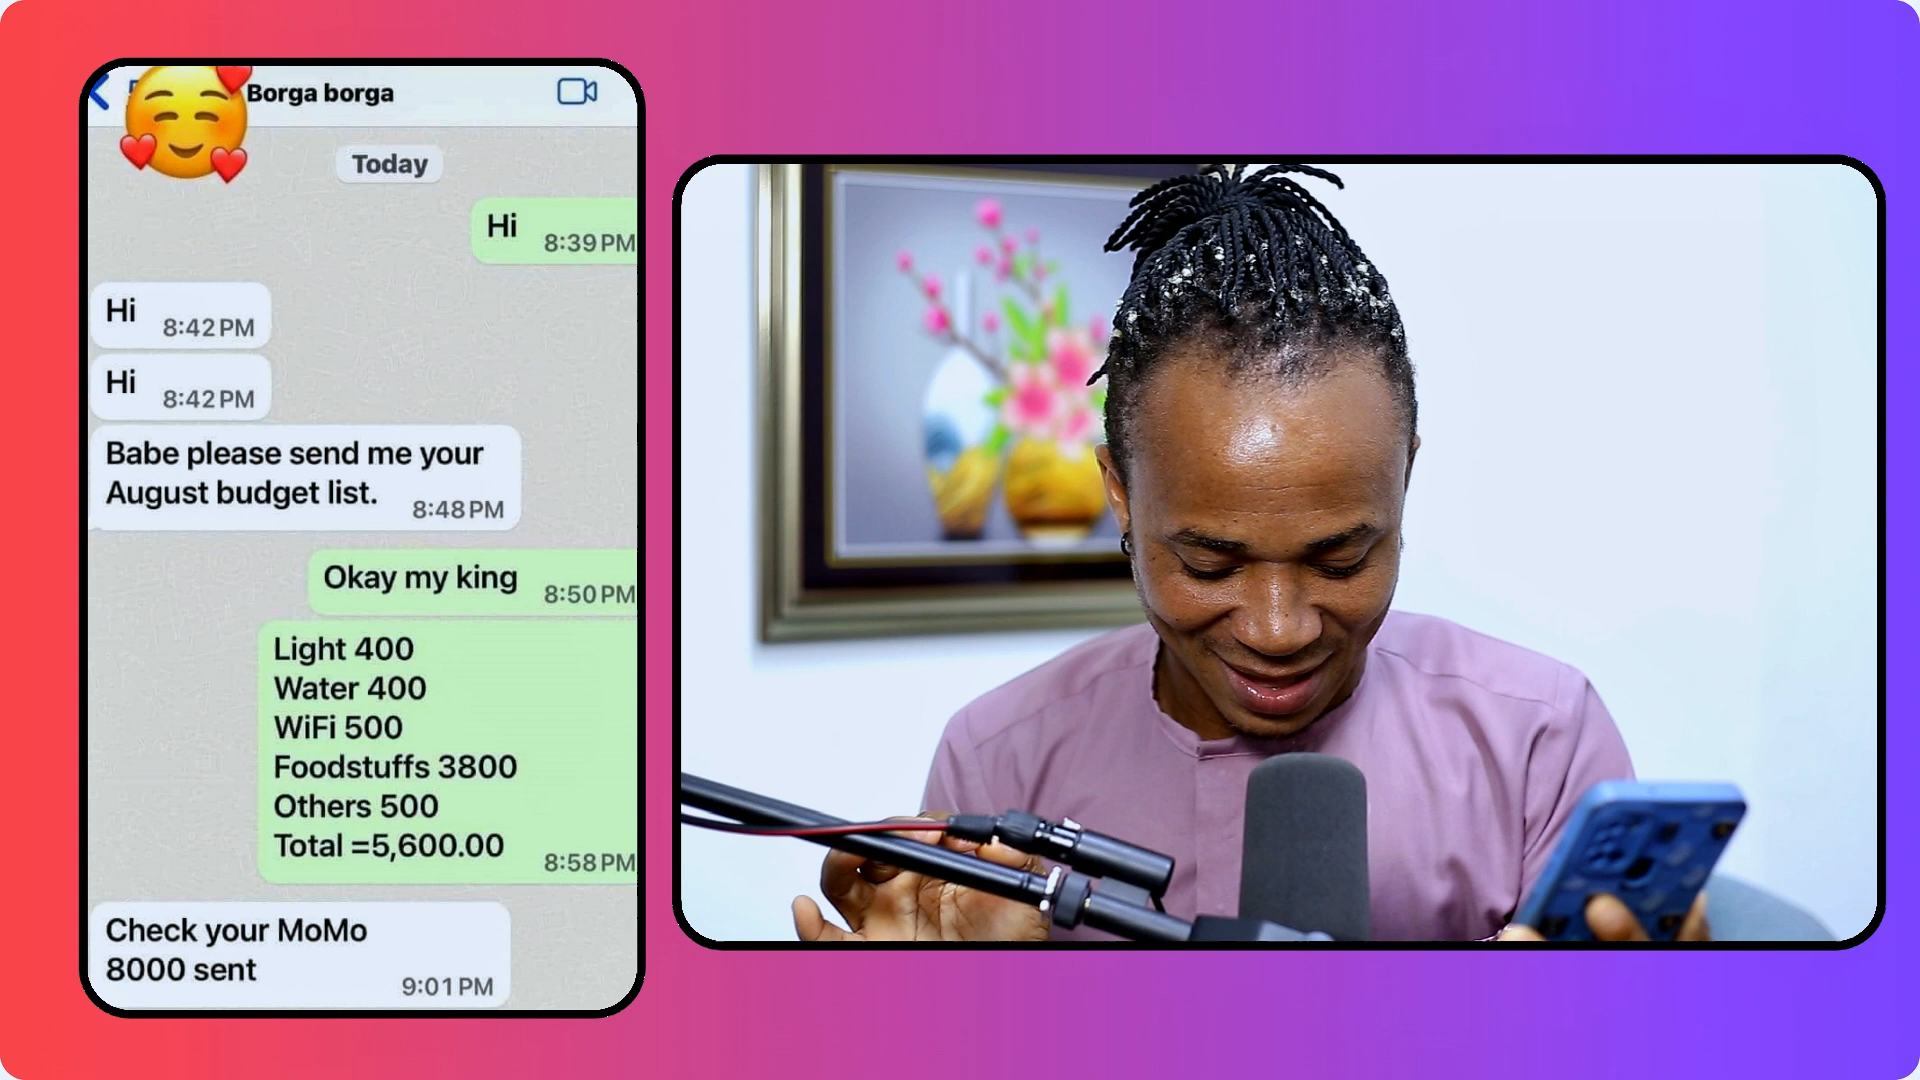 Borga borga
Today
Hi
8:39 PM
Hi
8:42 PM
Hi
8:42 PM
Babe please send me your
August budget list.
8:48 PM
Okay my king
8:50 PM
Light 400
Water 400
WiFi 500
Foodstuffs 3800
Others 500
Total =5,600.00
8:58 PM
Check your MoMo
8000 sent
9:01 PM